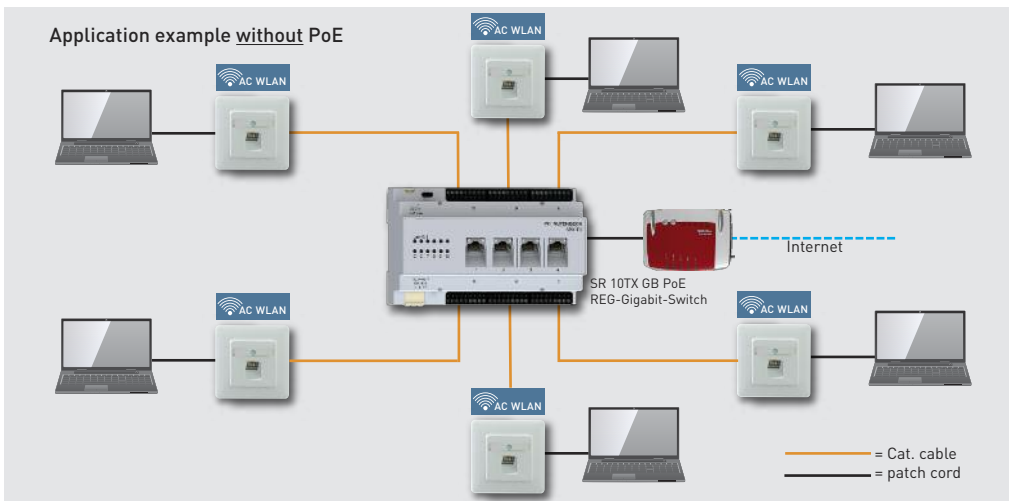 Application example without PoE
AC WLAN
AC WLAN
AC WLAN
Internet
SR 10TX GB PoE
REG-Gigabit-Switch
AC WLAN
AC WLAN
AC WLAN
= Cat. cable
= patch cord